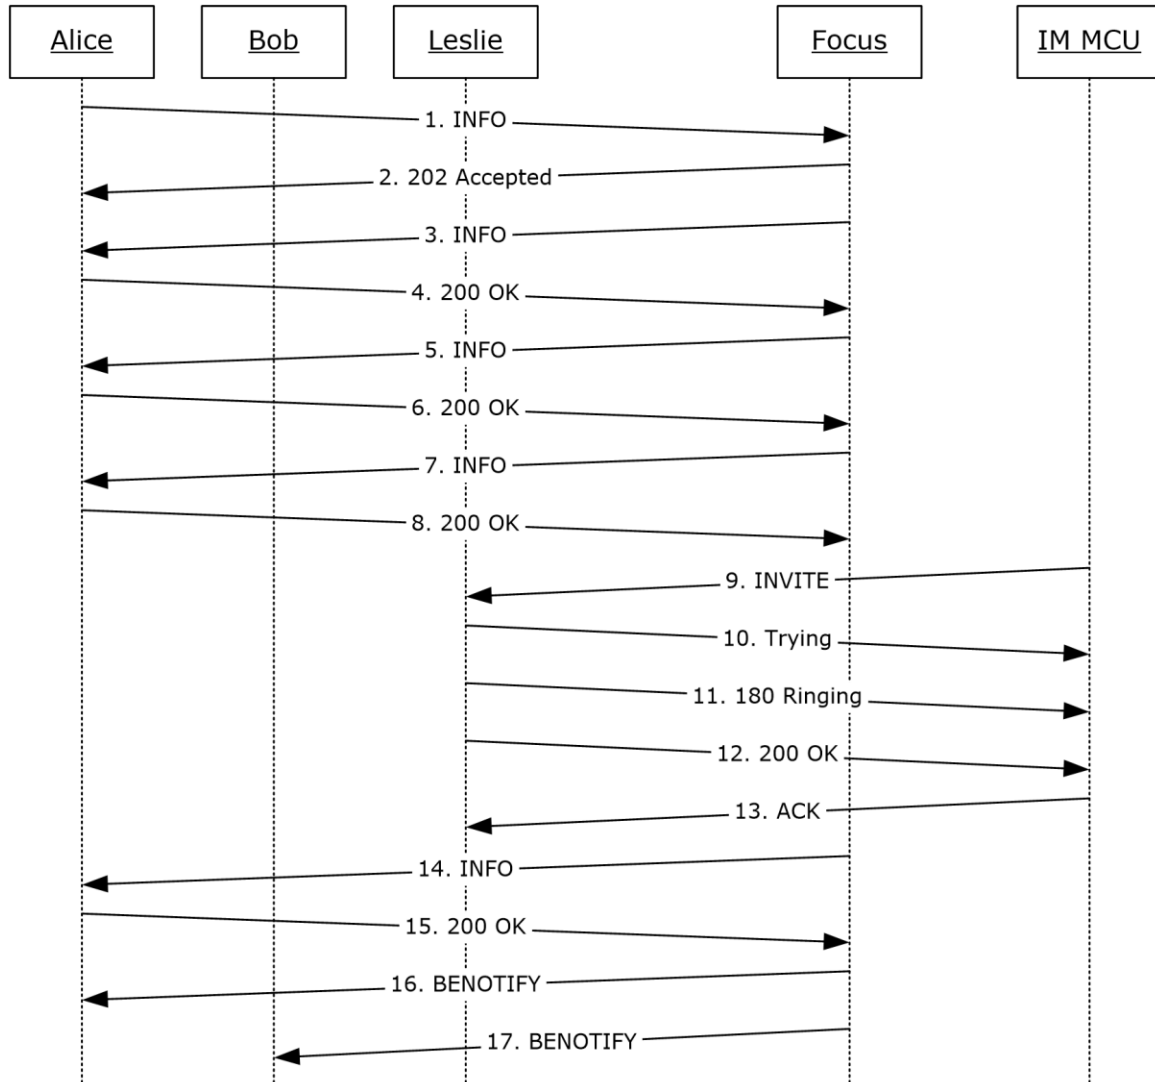 Alice
Bob
Leslie
Focus
IM MCU
1. INFO
2. 202 Accepted
3. INFO
4. 200 OK
5. INFO
6. 200 OK
7. INFO
8. 200 OK
9. INVITE
10. Trying
11. 180 Ringing
12. 200 OK
13. ACK
14. INFO
15. 200 OK
16. BENOTIFY
17. BENOTIFY